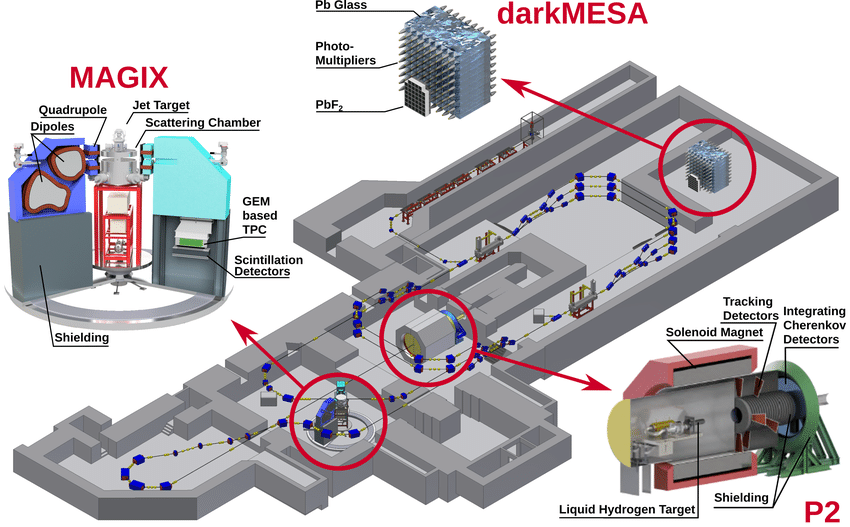 Pb Glass
darkMESA
Photo-
Multipliers
PbF2
MAGIX
Quadrupole
Dipoles
Jet Target
Scattering Chamber
GEM
based
TPC
Scintillation
Detectors
Shielding
Tracking
Detectors
Integrating
Cherenkov
Detectors
Solenoid Magnet
Liquid Hydrogen Target
Shielding
P2